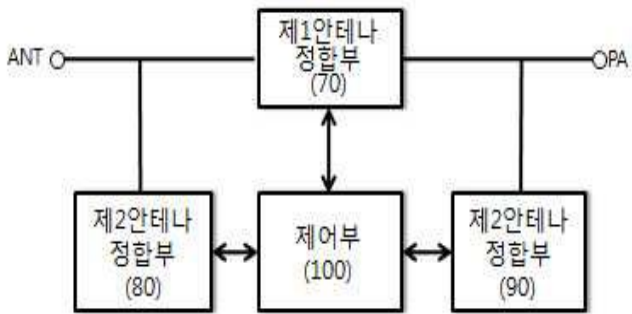 제1안테나
정합부
(70)
ANT
PA
제2안테나
정합부
(80)
제어부
(100)
제2안테나
정합부
(90)